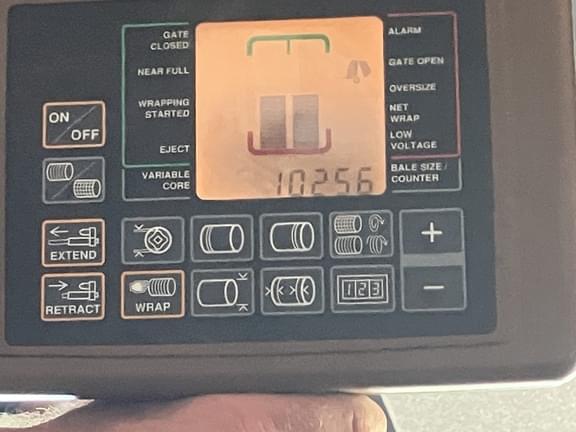 GATE
CLOSED
NEAR FULL
WRAPPING
STARTED
EJECT
VARIABLE
CORE
10256
ALARM
GATE OPEN
OVERSIZE
NET
WRAP
LOW
VOLTAGE
BALE SIZE/
COUNTER
ON
OFF
EXTEND
RETRACT
WRAP
+
123
−